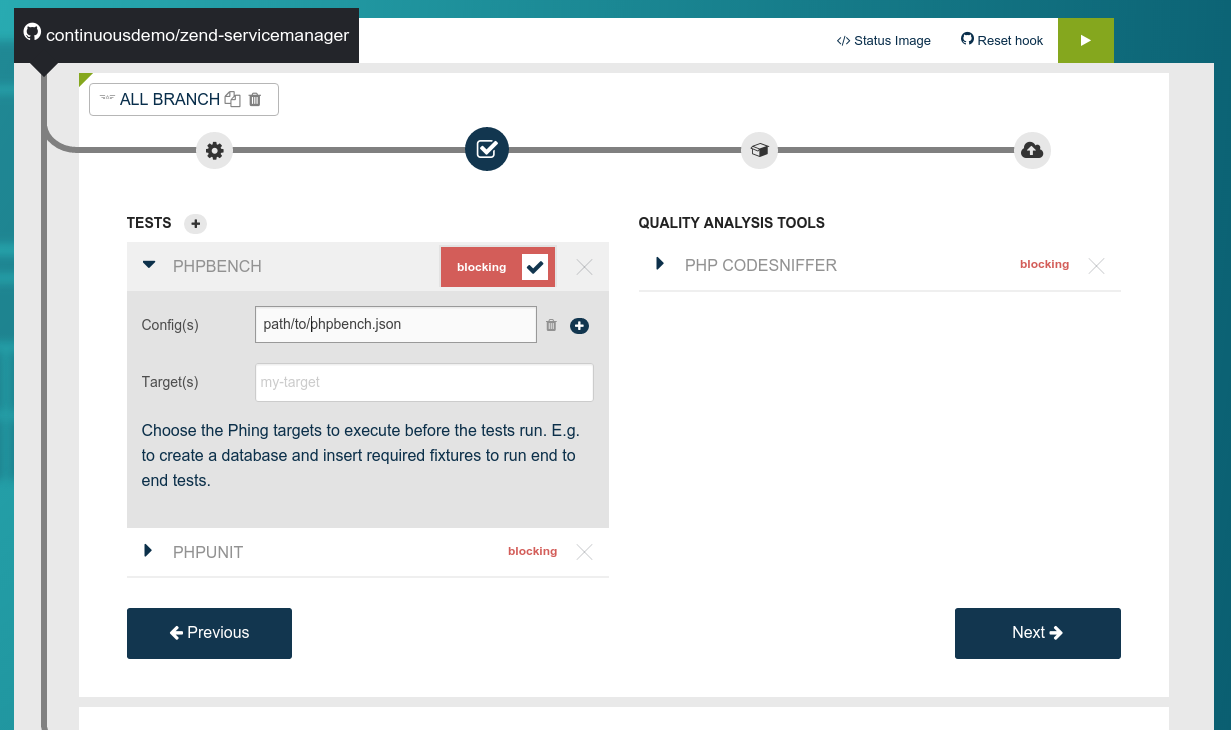 continuousdemo/zend-servicemanager
</> Status Image
Reset hook
ALL BRANCH
TESTS
QUALITY ANALYSIS TOOLS
PHPBENCH
blocking
PHP CODESNIFFER
blocking
Config(s)
path/to/phpbench.json
Target(s)
my-target
Choose the Phing targets to execute before the tests run. E.g.
to create a database and insert required fixtures to run end to
end tests.
PHPUNIT
blocking
Previous
Next